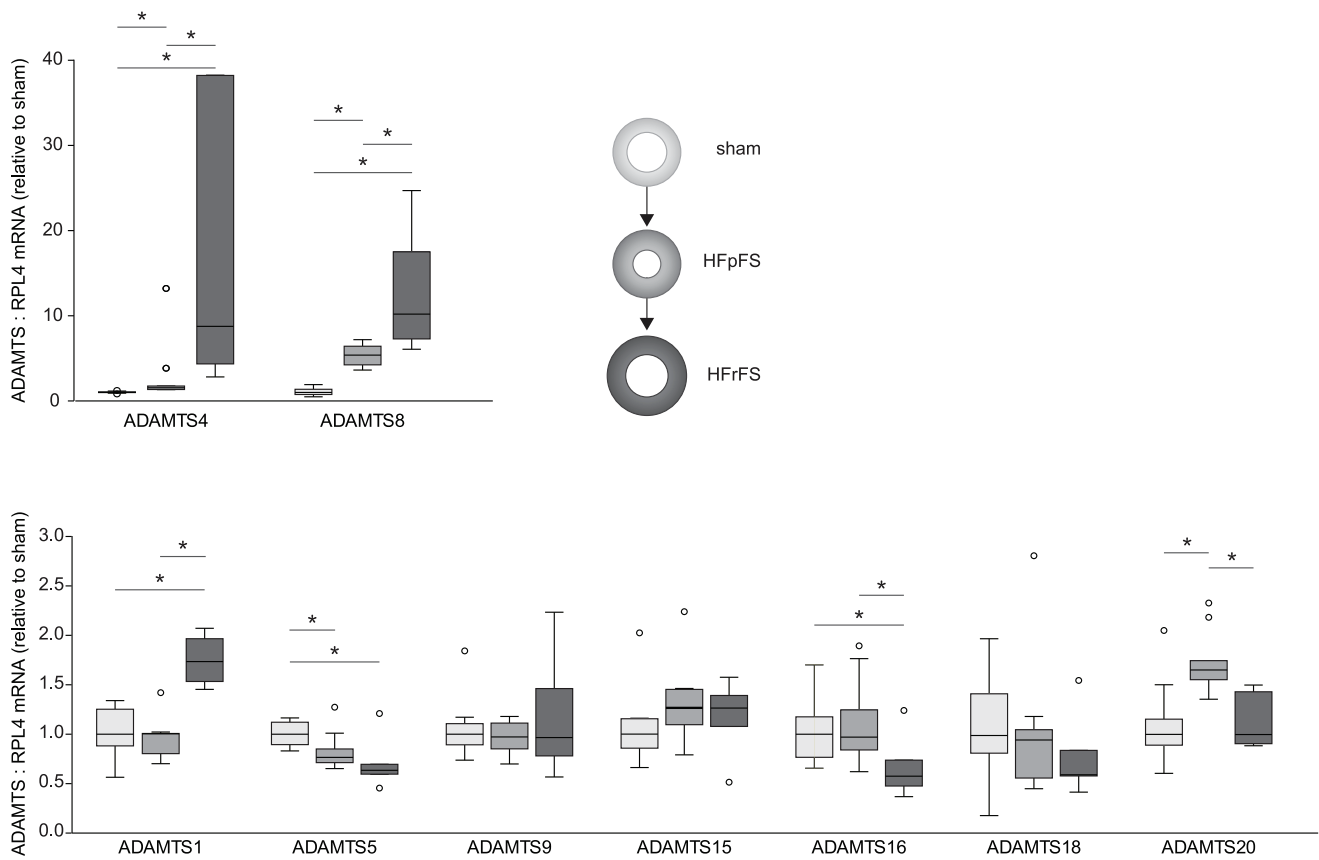 *
*
*
ADAMTS : RPL4 mRNA (relative to sham)
40
30
20
10
0
*
*
*
ADAMTS4
ADAMTS8
sham
HFpFS
HFrFS
ADAMTS : RPL4 mRNA (relative to sham)
3.0
2.5
2.0
1.5
1.0
0.5
0.0
*
*
*
*
*
*
*
*
ADAMTS1
ADAMTS5
ADAMTS9
ADAMTS15
ADAMTS16
ADAMTS18
ADAMTS20